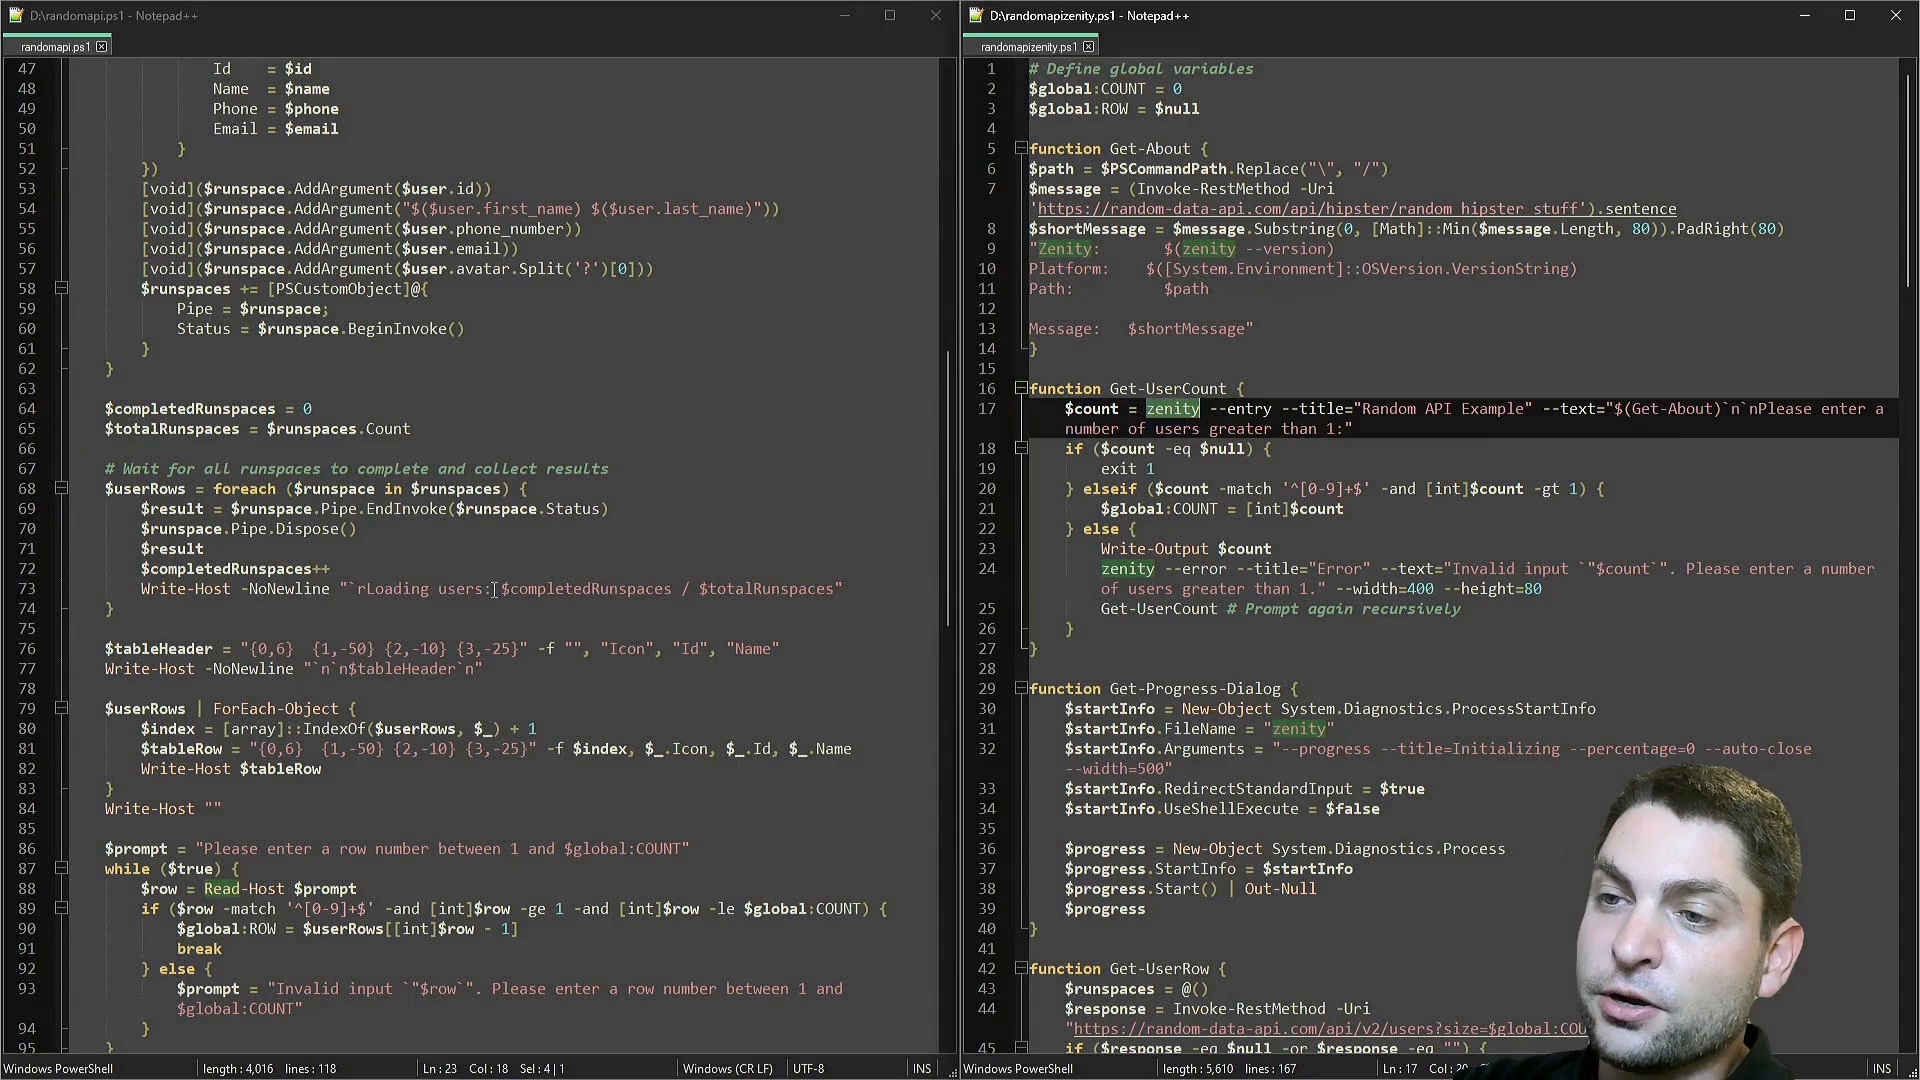 D:\randomapi.ps1 - Notepad++
randomapi.ps1
47 Id = $id
48 Name = $name
49 Phone = $phone
50 Email = $email
51 }
52 })
53 [void]($runspace.AddArgument($user.id))
54 [void]($runspace.AddArgument("$($user.first_name) $($user.last_name)"))
55 [void]($runspace.AddArgument($user.phone_number))
56 [void]($runspace.AddArgument($user.email))
57 [void]($runspace.AddArgument($user.avatar.Split('?')[0]))
58 $runspaces += [PSCustomObject]@{
59 Pipe = $runspace;
60 Status = $runspace.BeginInvoke()
61 }
62 }
63
64 $completedRunspaces = 0
65 $totalRunspaces = $runspaces.Count
66
67 # Wait for all runspaces to complete and collect results
68 $userRows = foreach ($runspace in $runspaces) {
69 $result = $runspace.Pipe.EndInvoke($runspace.Status)
70 $runspace.Pipe.Dispose()
71 $result
72 $completedRunspaces++
73 Write-Host -NoNewline "`rLoading users: $completedRunspaces / $totalRunspaces"
74 }
75
76 $tableHeader = "{0,6}  {1,-50} {2,-10} {3,-25}" -f "", "Icon", "Id", "Name"
77 Write-Host -NoNewline "`n`n$tableHeader`n"
78
79 $userRows | ForEach-Object {
80 $index = [array]::IndexOf($userRows, $_) + 1
81 $tableRow = "{0,6}  {1,-50} {2,-10} {3,-25}" -f $index, $_.Icon, $_.Id, $_.Name
82 Write-Host $tableRow
83 }
84 Write-Host ""
85
86 $prompt = "Please enter a row number between 1 and $global:COUNT"
87 while ($true) {
88 $row = Read-Host $prompt
89 if ($row -match '^[0-9]+$' -and [int]$row -ge 1 -and [int]$row -le $global:COUNT) {
90 $global:ROW = $userRows[[int]$row - 1]
91 break
92 } else {
93 $prompt = "Invalid input `"$row`". Please enter a row number between 1 and
$global:COUNT"
94 }
95 }
Windows PowerShell length : 4,016 lines : 118 Ln : 23 Col : 18 Sel : 4 | 1 Windows (CR LF) UTF-8 INS
D:\randomapizenity.ps1 - Notepad++
randomapizenity.ps1
1 # Define global variables
2 $global:COUNT = 0
3 $global:ROW = $null
4
5 function Get-About {
6 $path = $PSCommandPath.Replace("\", "/")
7 $message = (Invoke-RestMethod -Uri
'https://random-data-api.com/api/hipster/random_hipster_stuff').sentence
8 $shortMessage = $message.Substring(0, [Math]::Min($message.Length, 80)).PadRight(80)
9 "Zenity: $(zenity --version)
10 Platform: $([System.Environment]::OSVersion.VersionString)
11 Path: $path
12
13 Message: $shortMessage"
14 }
15
16 function Get-UserCount {
17 $count = zenity --entry --title="Random API Example" --text="$(Get-About)`n`nPlease enter a
number of users greater than 1:"
18 if ($count -eq $null) {
19 exit 1
20 } elseif ($count -match '^[0-9]+$' -and [int]$count -gt 1) {
21 $global:COUNT = [int]$count
22 } else {
23 Write-Output $count
24 zenity --error --title="Error" --text="Invalid input `"$count`". Please enter a number
of users greater than 1." --width=400 --height=80
25 Get-UserCount # Prompt again recursively
26 }
27 }
28
29 function Get-Progress-Dialog {
30 $startInfo = New-Object System.Diagnostics.ProcessStartInfo
31 $startInfo.FileName = "zenity"
32 $startInfo.Arguments = "--progress --title=Initializing --percentage=0 --auto-close
--width=500"
33 $startInfo.RedirectStandardInput = $true
34 $startInfo.UseShellExecute = $false
35
36 $progress = New-Object System.Diagnostics.Process
37 $progress.StartInfo = $startInfo
38 $progress.Start() | Out-Null
39 $progress
40 }
41
42 function Get-UserRow {
43 $runspaces = @()
44 $response = Invoke-RestMethod -Uri
"https://random-data-api.com/api/v2/users?size=$global:COU
45 if ($response -eq $null -or $response -eq "") {
Windows PowerShell length : 5,610 lines : 167 Ln : 17 Col : INS